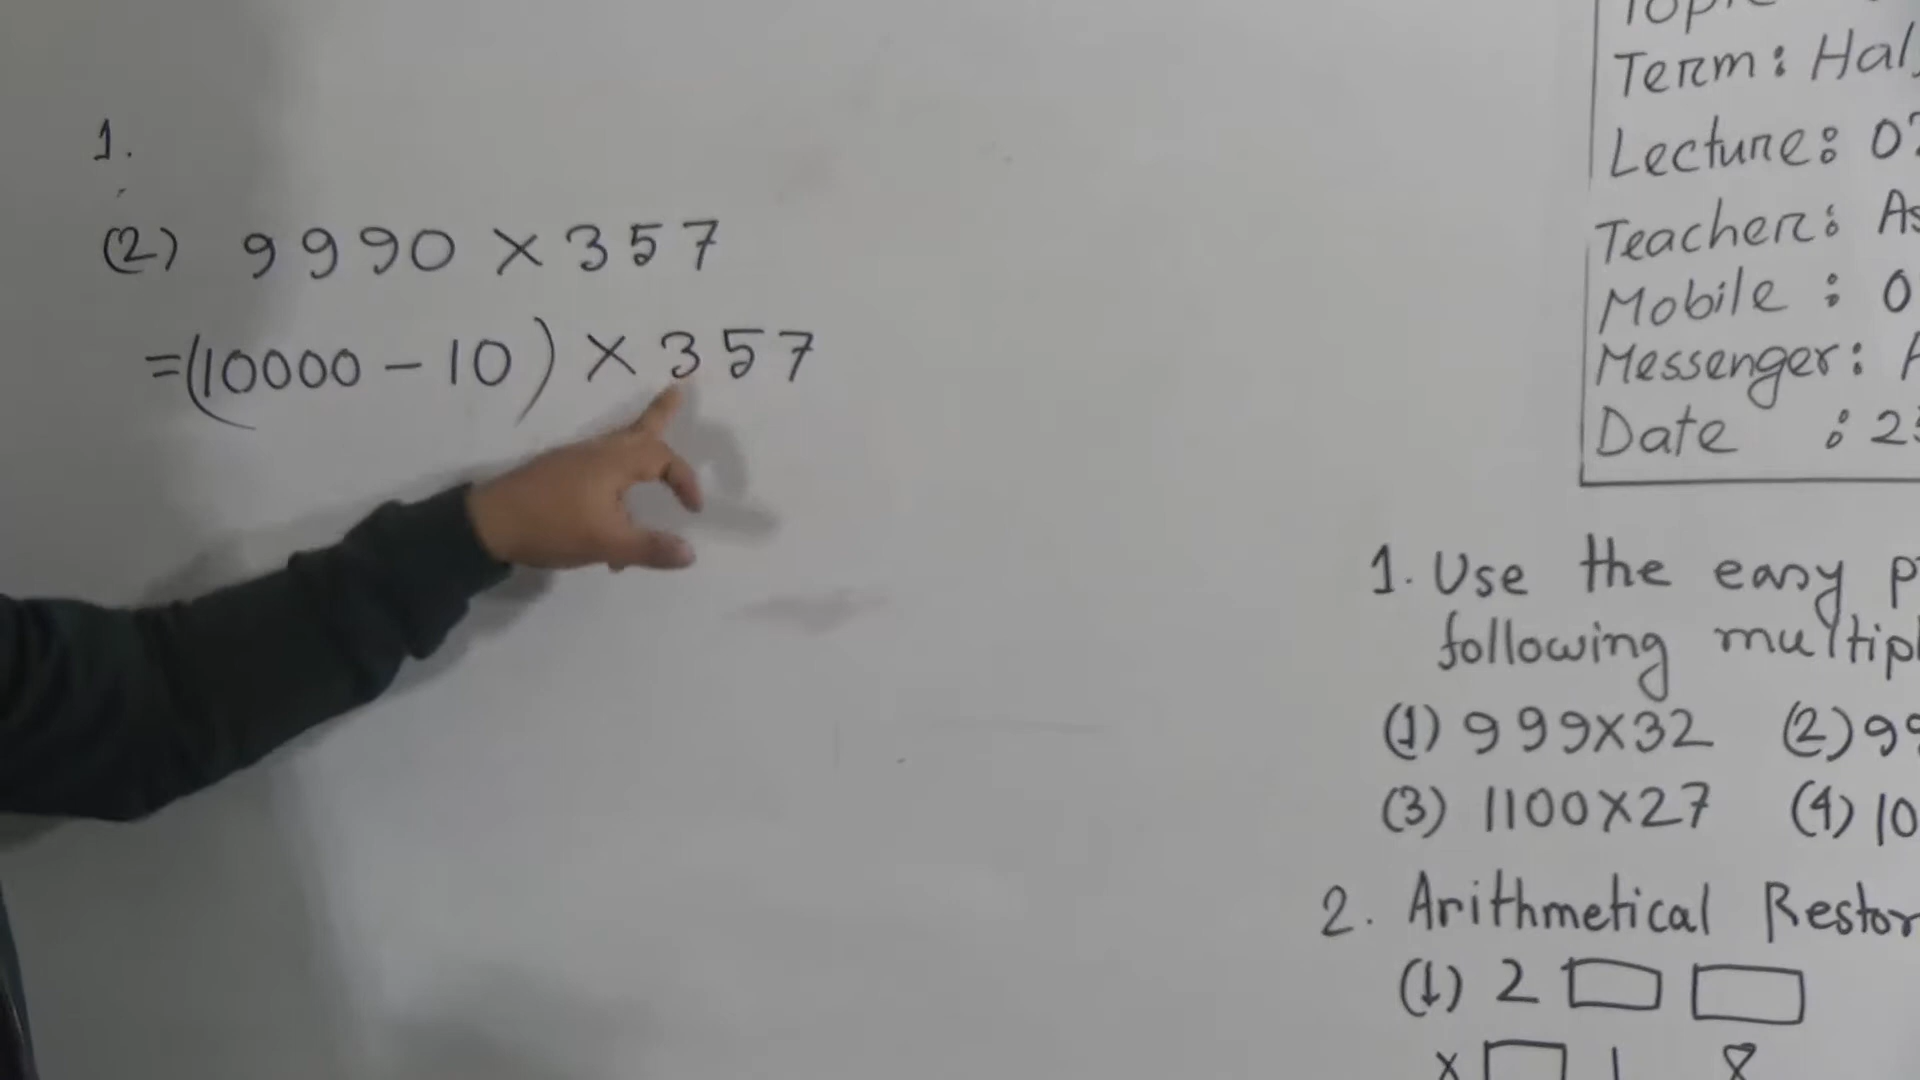 1.
(2) 9990 × 357
=(10000 - 10) × 357
Term: Hal
Lecture: 0
Teacher: As
Mobile : 0
Messenger:
Date : 2
1. Use the easy
following multipl
(1) 999×32 (2) 99
(3) 1100×27 (4) 10
2. Arithmetical Restor
(1) 2
× 1 8